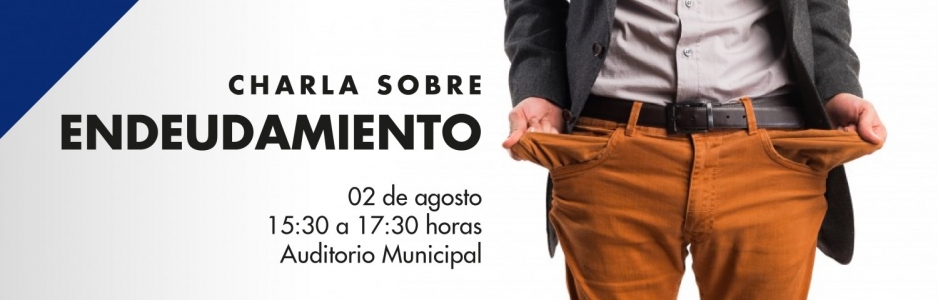 CHARLA SOBRE
ENDEUDAMIENTO
02 de agosto
15:30 a 17:30 horas
Auditorio Municipal